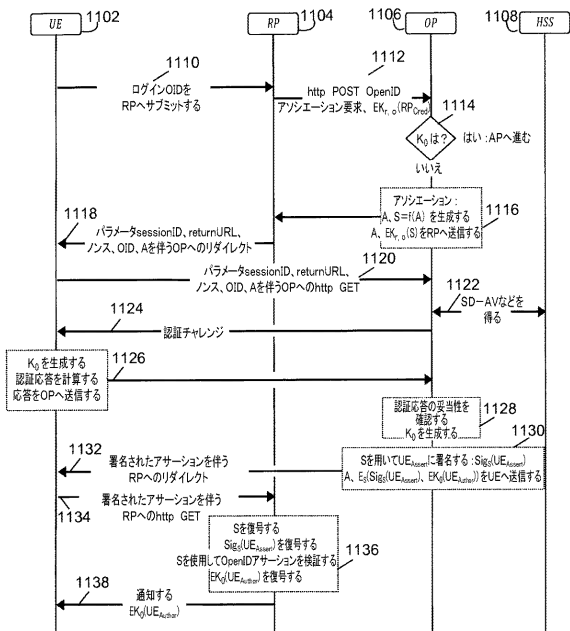 UE
1102
RP
1104
OP
1106
HSS
1108
1110
ログインOIDを
RPへサブミットする
1112
http POST OpenID
アソシエーション要求、EKr,o(RPCred)
1114
K0は?
はい:APへ進む
いいえ
アソシエーション:
A、S=f(A) を生成する
A、EKr,o(S)をRPへ送信する
1116
1118
パラメータsessionID、returnURL、
ノンス、OID、Aを伴うOPへのリダイレクト
パラメータsessionID、returnURL、
ノンス、OID、Aを伴うOPへのhttp GET
1120
1122
SD-AVなどを
得る
1124
認証チャレンジ
K0を生成する
認証応答を計算する
応答をOPへ送信する
1126
認証応答の妥当性を
確認する
K0を生成する
1128
1130
Sを用いてUEAssertに署名する:SigS(UEAssert)
A、ES(SigS(UEAssert)、EK0(UEAuthor))をUEへ送信する
1132
署名されたアサーションを伴う
RPへのリダイレクト
1134
署名されたアサーションを伴う
RPへのhttp GET
Sを復号する
SigS(UEAssert)を復号する
Sを使用してOpenIDアサーションを検証する
EK0(UEAuthor)を復号する
1136
1138
通知する
EK0(UEAuthor)